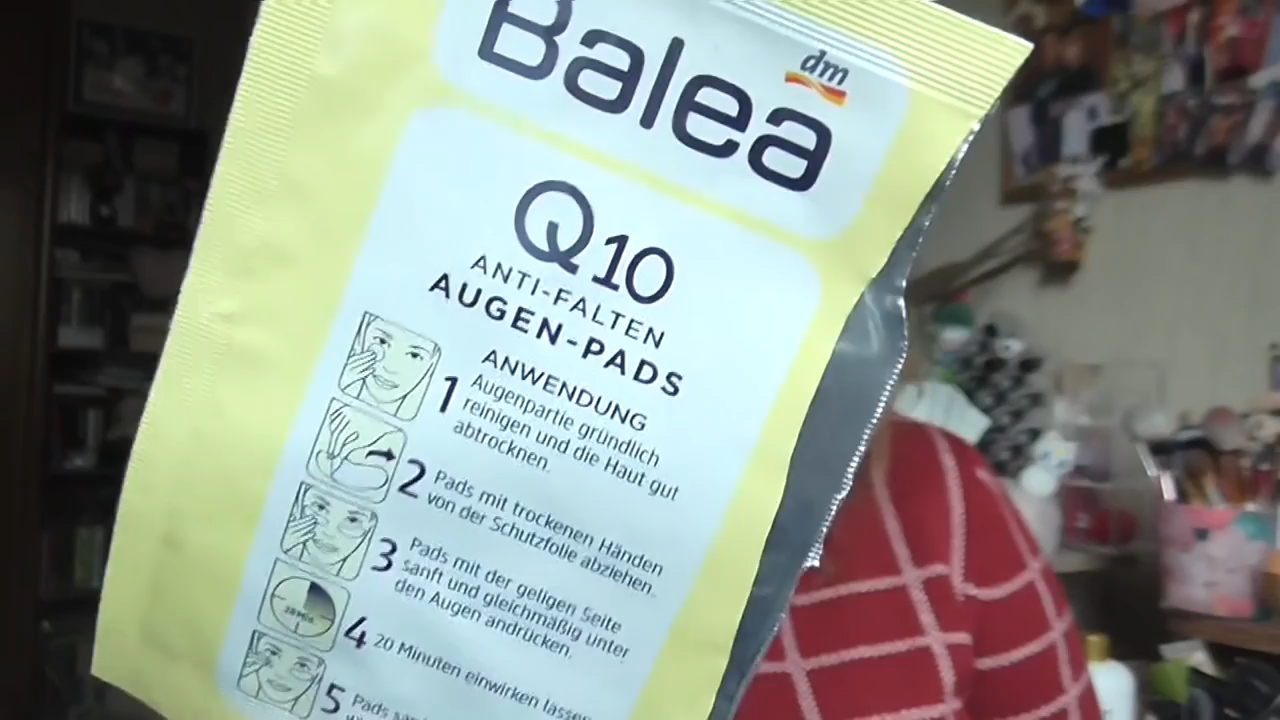 Balea
dm
Q10
ANTI-FALTEN
AUGEN-PADS
ANWENDUNG
1 Augenpartie gründlich
reinigen und die Haut gut
abtrocknen.
2 Pads mit trockenen Händen
von der Schutzfolie abziehen.
3 Pads mit der geligen Seite
sanft und gleichmäßig unter
den Augen andrücken.
4 20 Minuten einwirken
5 Pads